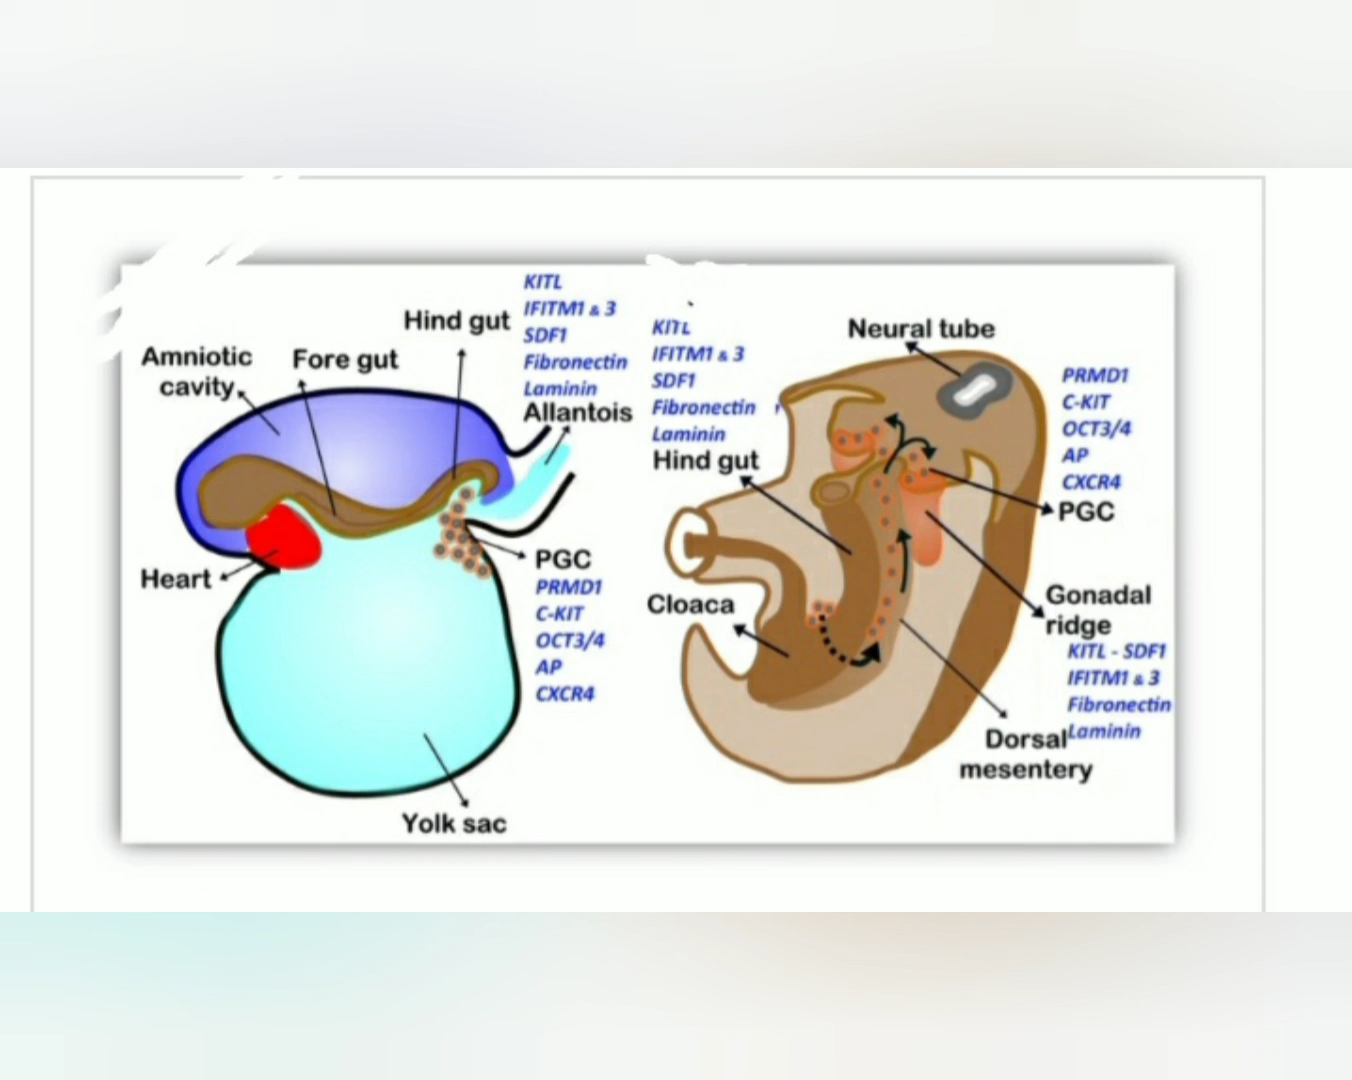 KITL
IFITM1 & 3
SDF1
Fibronectin
Laminin
Hind gut
Allantois
Amniotic
cavity
Fore gut
Heart
PGC
PRMD1
C-KIT
OCT3/4
AP
CXCR4
Yolk sac
KITL
IFITM1 & 3
SDF1
Fibronectin
Laminin
Hind gut
Neural tube
PRMD1
C-KIT
OCT3/4
AP
CXCR4
PGC
Cloaca
Gonadal
ridge
KITL - SDF1
IFITM1 & 3
Fibronectin
Laminin
Dorsal
mesentery